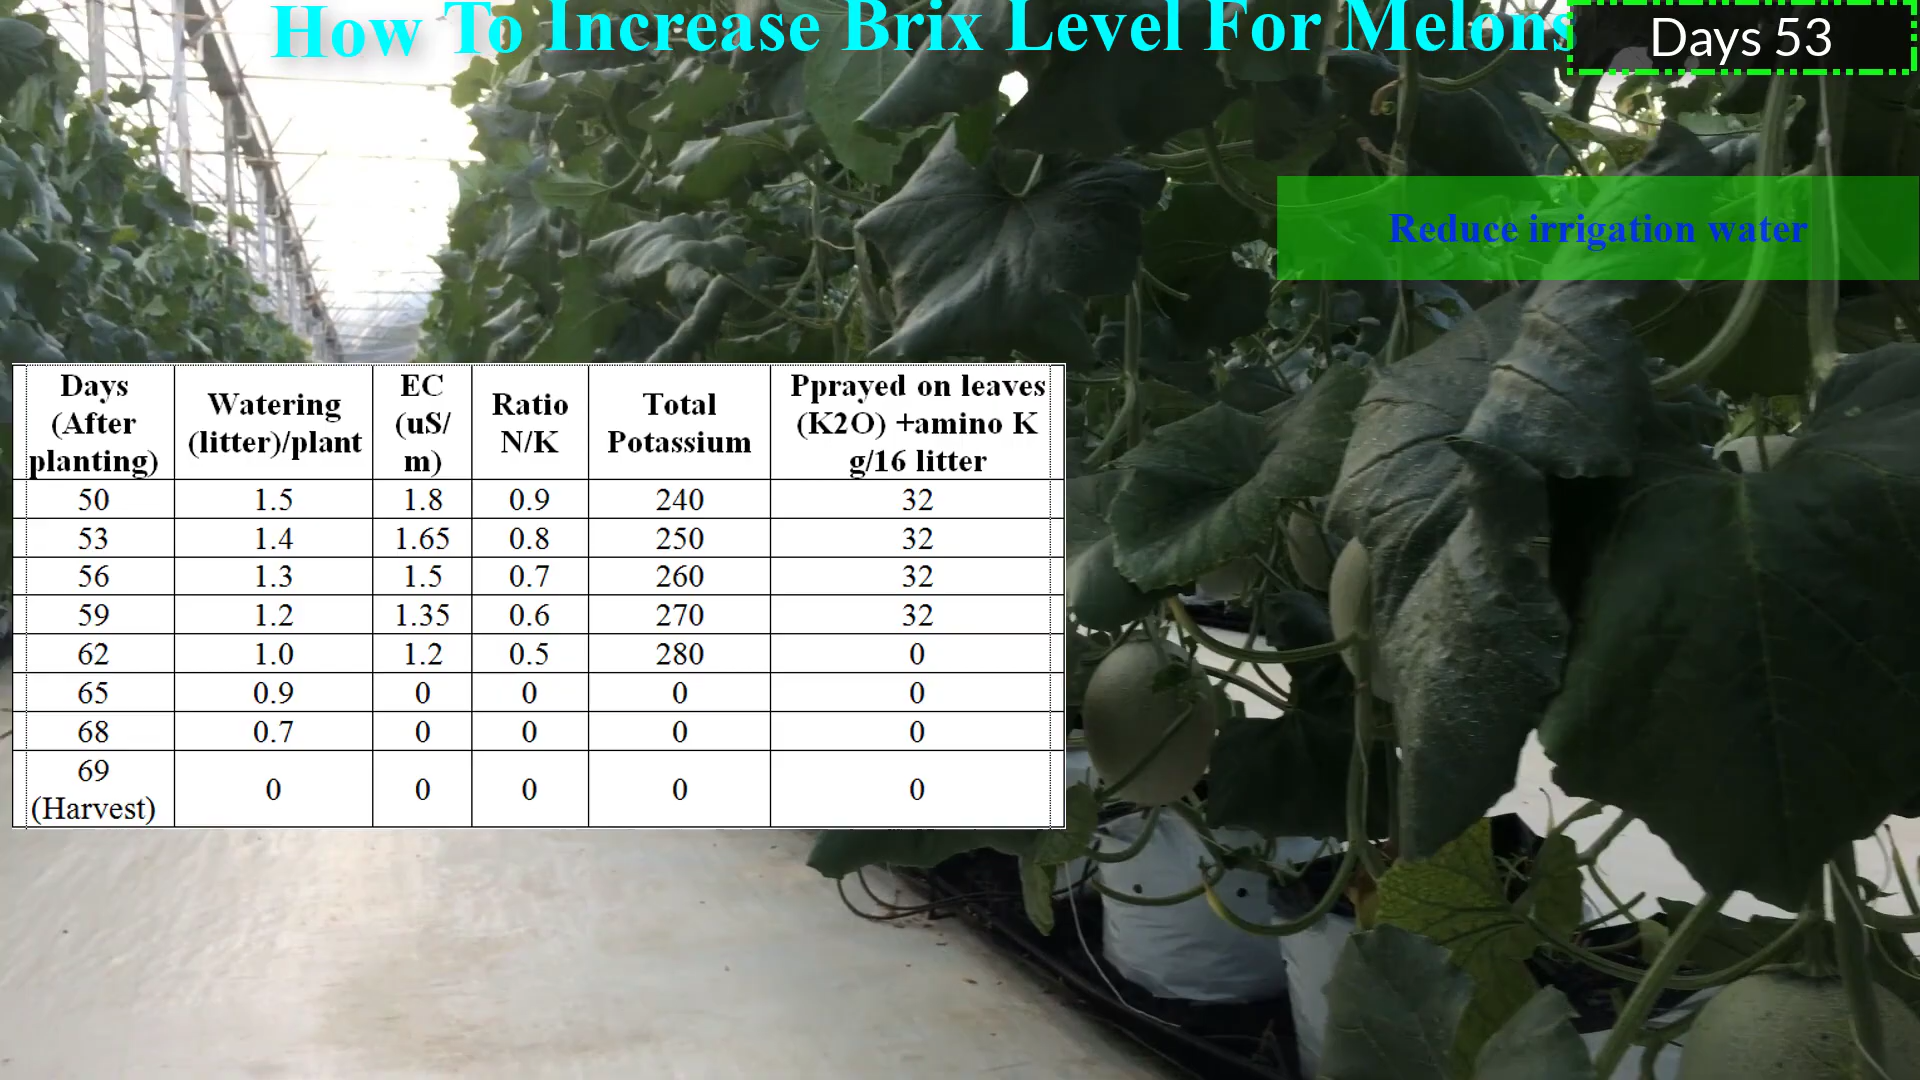 How To Increase Brix Level For Melons
Days 53
Reduce irrigation water
Days (After planting) Watering (litter)/plant EC (uS/m) Ratio N/K Total Potassium Pprayed on leaves (K2O) +amino K g/16 litter
50 1.5 1.8 0.9 240 32
53 1.4 1.65 0.8 250 32
56 1.3 1.5 0.7 260 32
59 1.2 1.35 0.6 270 32
62 1.0 1.2 0.5 280 0
65 0.9 0 0 0 0
68 0.7 0 0 0 0
69 (Harvest) 0 0 0 0 0